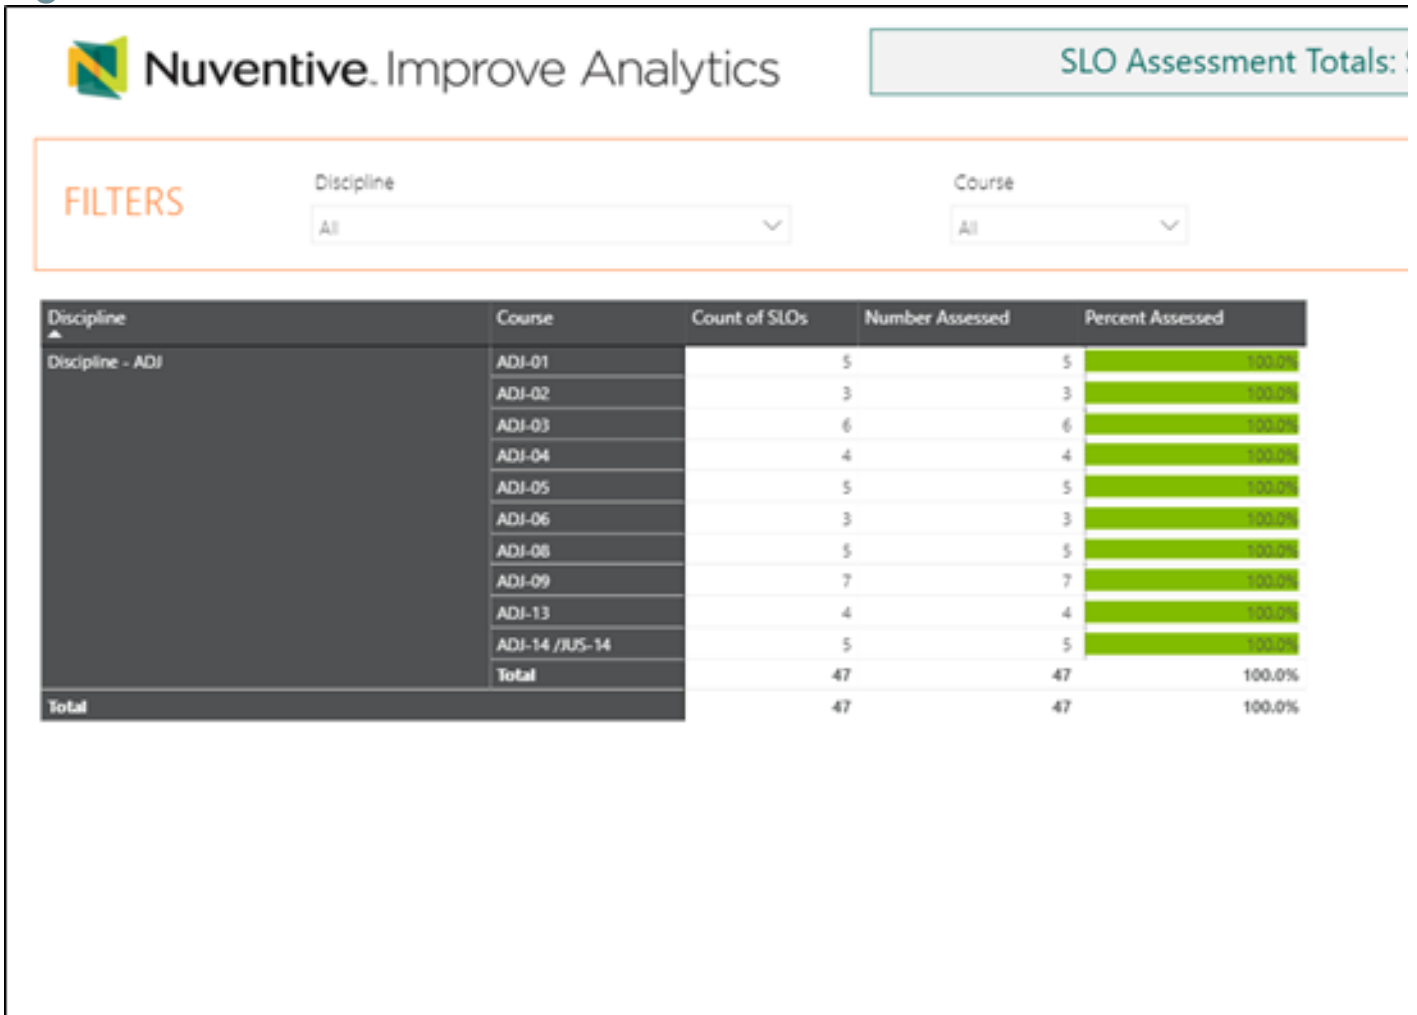 Nuventive. Improve Analytics
SLO Assessment Totals:
FILTERS
Discipline
All
Course
All
Discipline Course Count of SLOs Number Assessed Percent Assessed
Discipline - ADJ ADJ-01 5 5 100.0%
ADJ-02 3 3 100.0%
ADJ-03 6 6 100.0%
ADJ-04 4 4 100.0%
ADJ-05 5 5 100.0%
ADJ-06 3 3 100.0%
ADJ-08 5 5 100.0%
ADJ-09 7 7 100.0%
ADJ-13 4 4 100.0%
ADJ-14 /JUS-14 5 5 100.0%
Total 47 47 100.0%
Total 47 47 100.0%